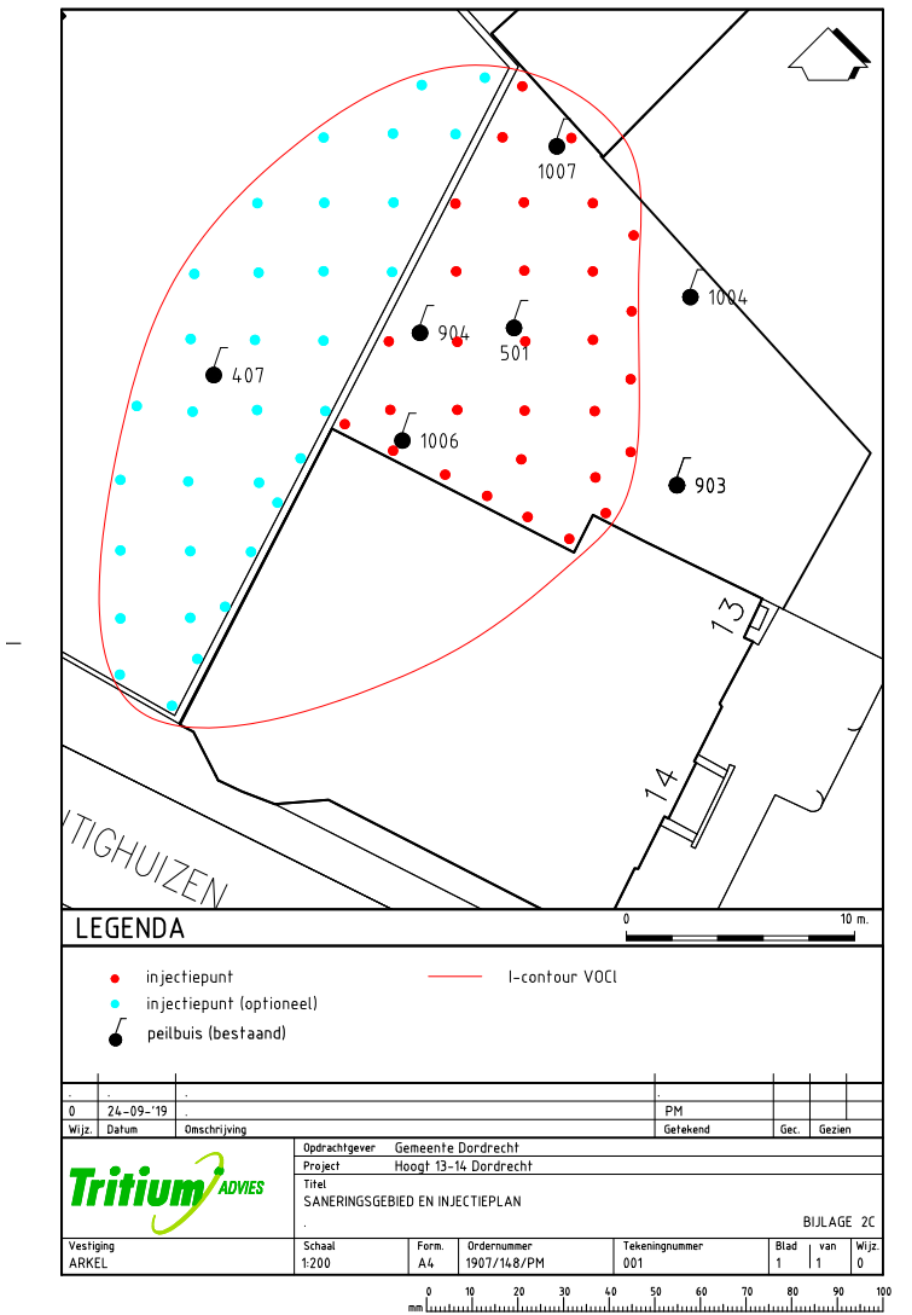 1007
1004
904
501
407
1006
903
13
14
TIGHUIZEN
LEGENDA
0 10 m.
injectiepunt
I-contour VOCl
injectiepunt (optioneel)
peilbuis (bestaand)
0 24-09-'19 . PM
Wijz. Datum Omschrijving Getekend Gec. Gezien
Tritium ADVIES
Opdrachtgever Gemeente Dordrecht
Project Hoogt 13-14 Dordrecht
Titel
SANERINGSGEBIED EN INJECTIEPLAN
BIJLAGE 2C
Vestiging Schaal Form. Ordernummer Tekeningnummer Blad van Wijz.
ARKEL 1:200 A4 1907/148/PM 001 1 1 0
0 10 20 30 40 50 60 70 80 90 100
mm